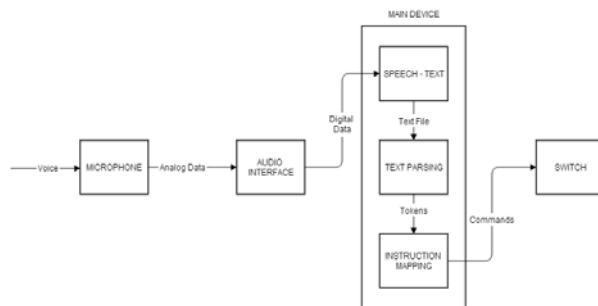 MAIN DEVICE
SPEECH - TEXT
Digital
Data
Text File
Voice
MICROPHONE
Analog Data
AUDIO
INTERFACE
TEXT PARSING
SWITCH
Tokens
Commands
INSTRUCTION
MAPPING